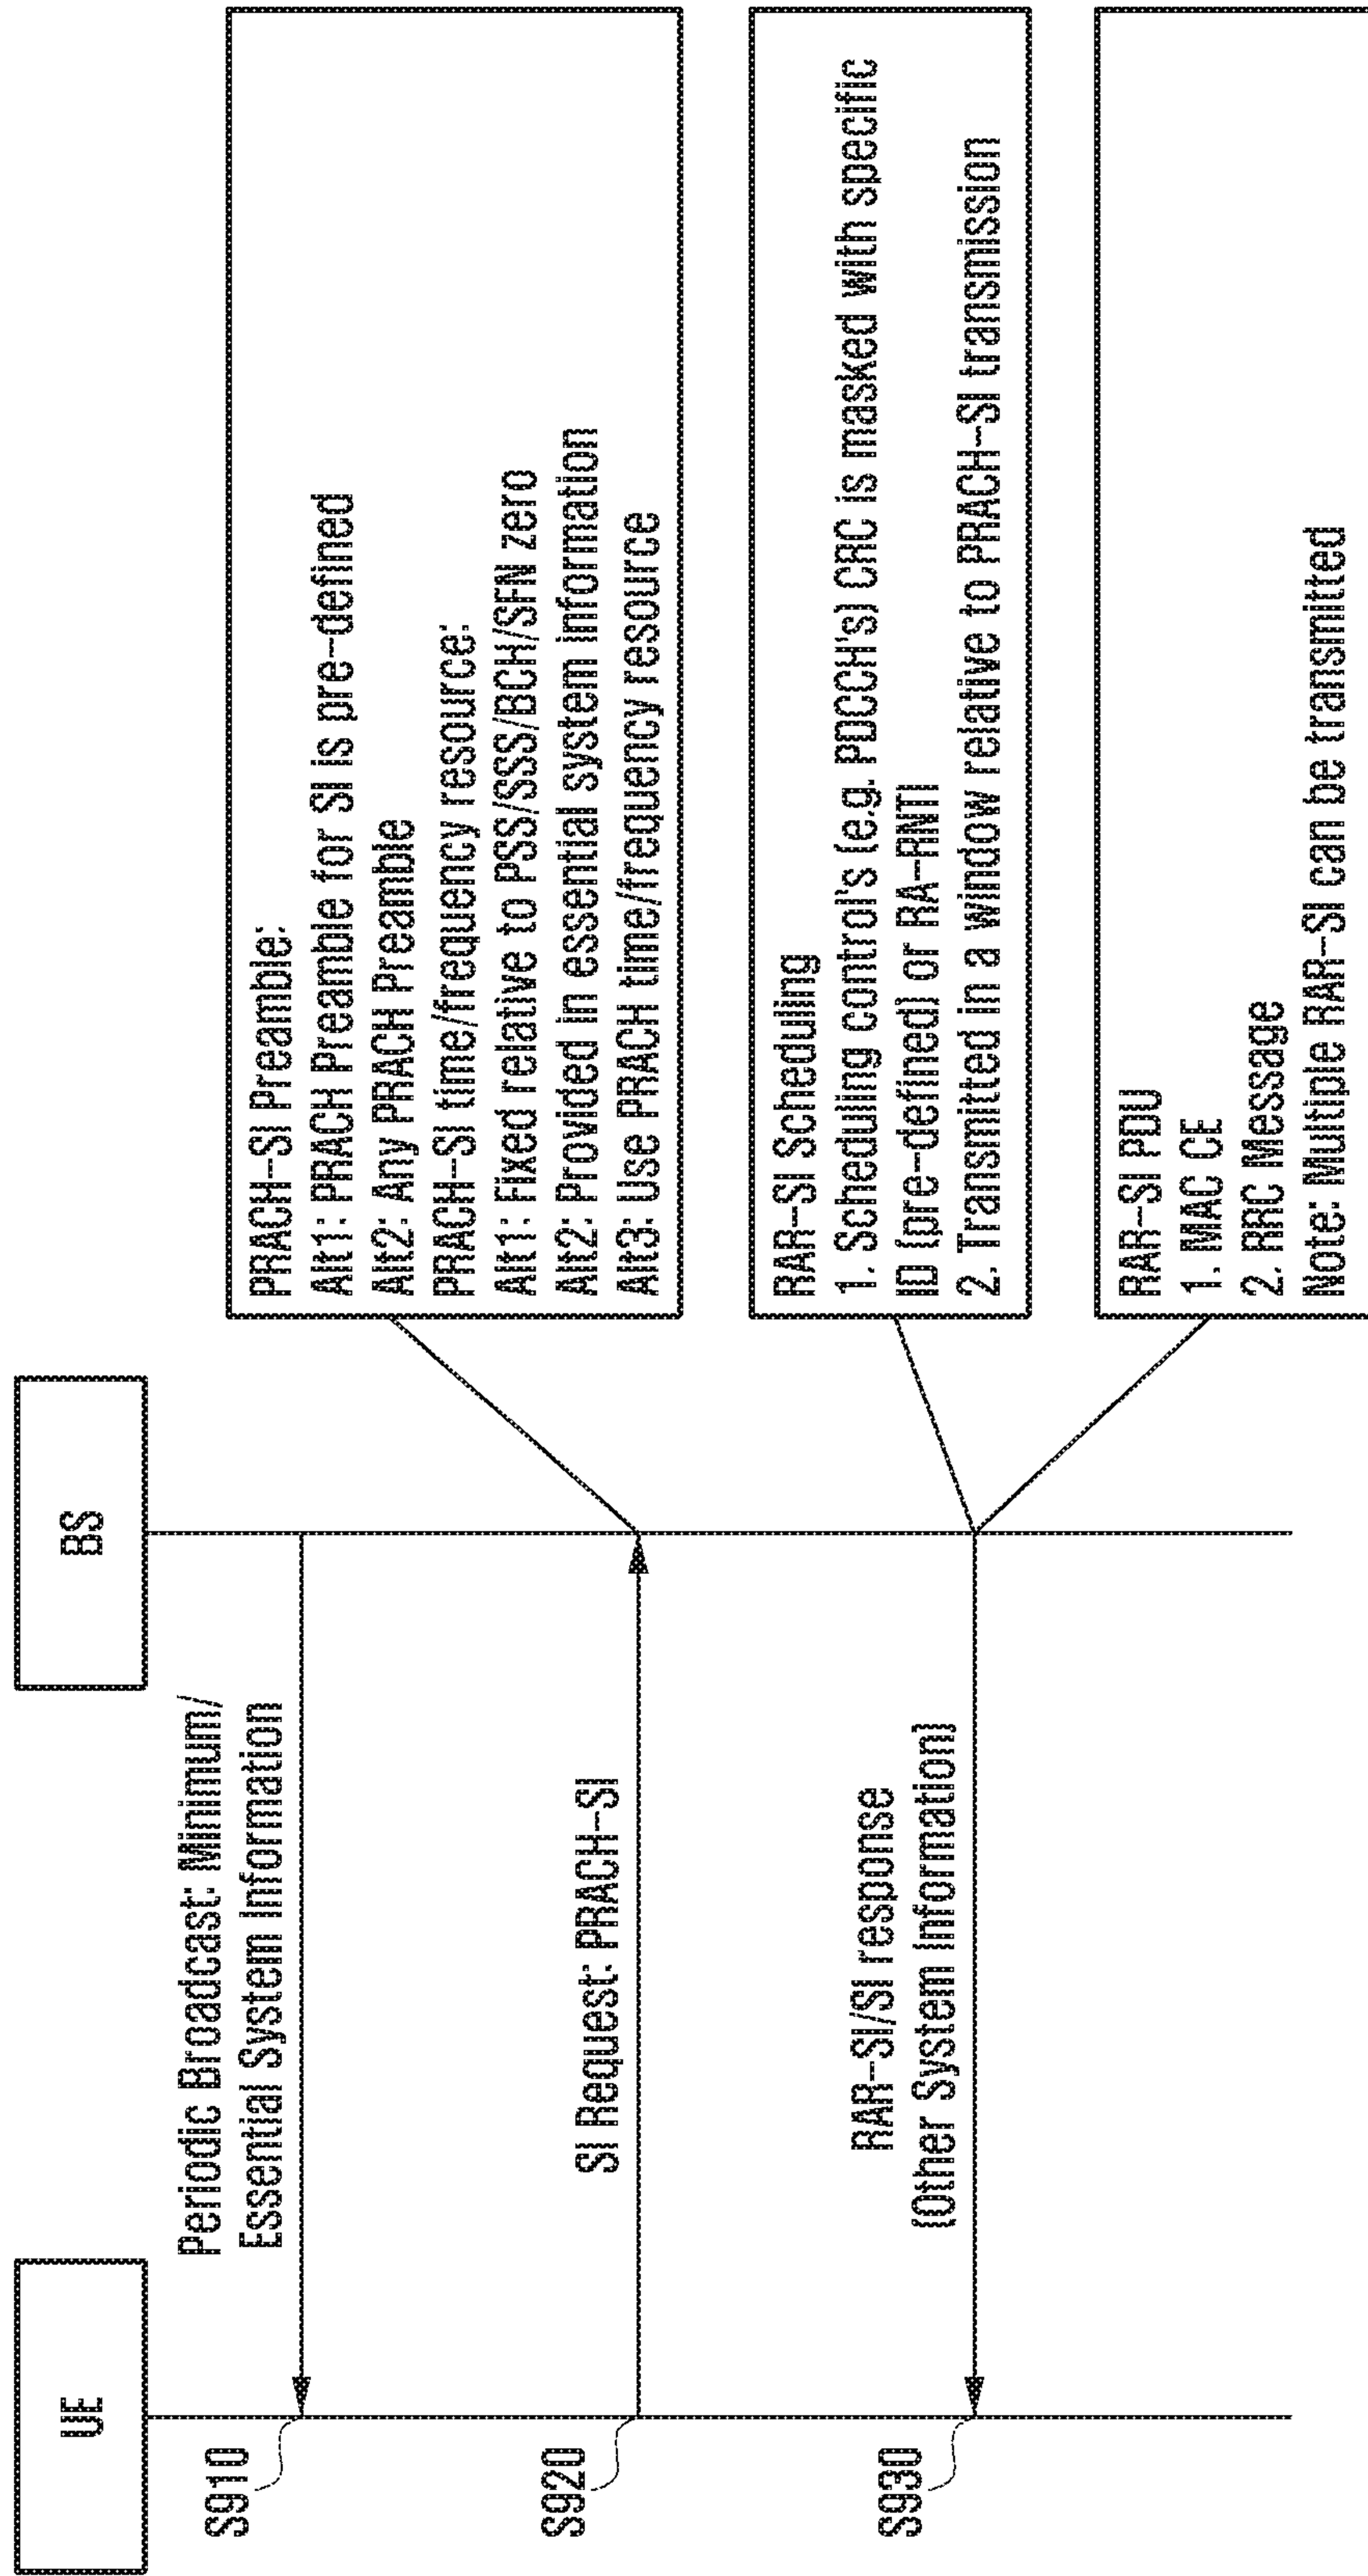 UE
BS
S910
Periodic Broadcast: Minimum/
Essential System Information
S920
SI Request: PRACH-SI
S930
RAR-SI/SI response
(Other System Information)
PRACH-SI Preamble:
Alt1: PRACH Preamble for SI is pre-defined
Alt2: Any PRACH Preamble
PRACH-SI time/frequency resource:
Alt1: Fixed relative to PSS/SSS/BCH/SFN zero
Alt2: Provided in essential system information
Alt3: Use PRACH time/frequency resource
RAR-SI Scheduling
1. Scheduling control's (e.g. PDCCH's) CRC is masked with specific
ID (pre-defined) or RA-RNTI
2. Transmitted in a window relative to PRACH-SI transmission
RAR-SI PDU
1. MAC CE
2. RRC Message
Note: Multiple RAR-SI can be transmitted